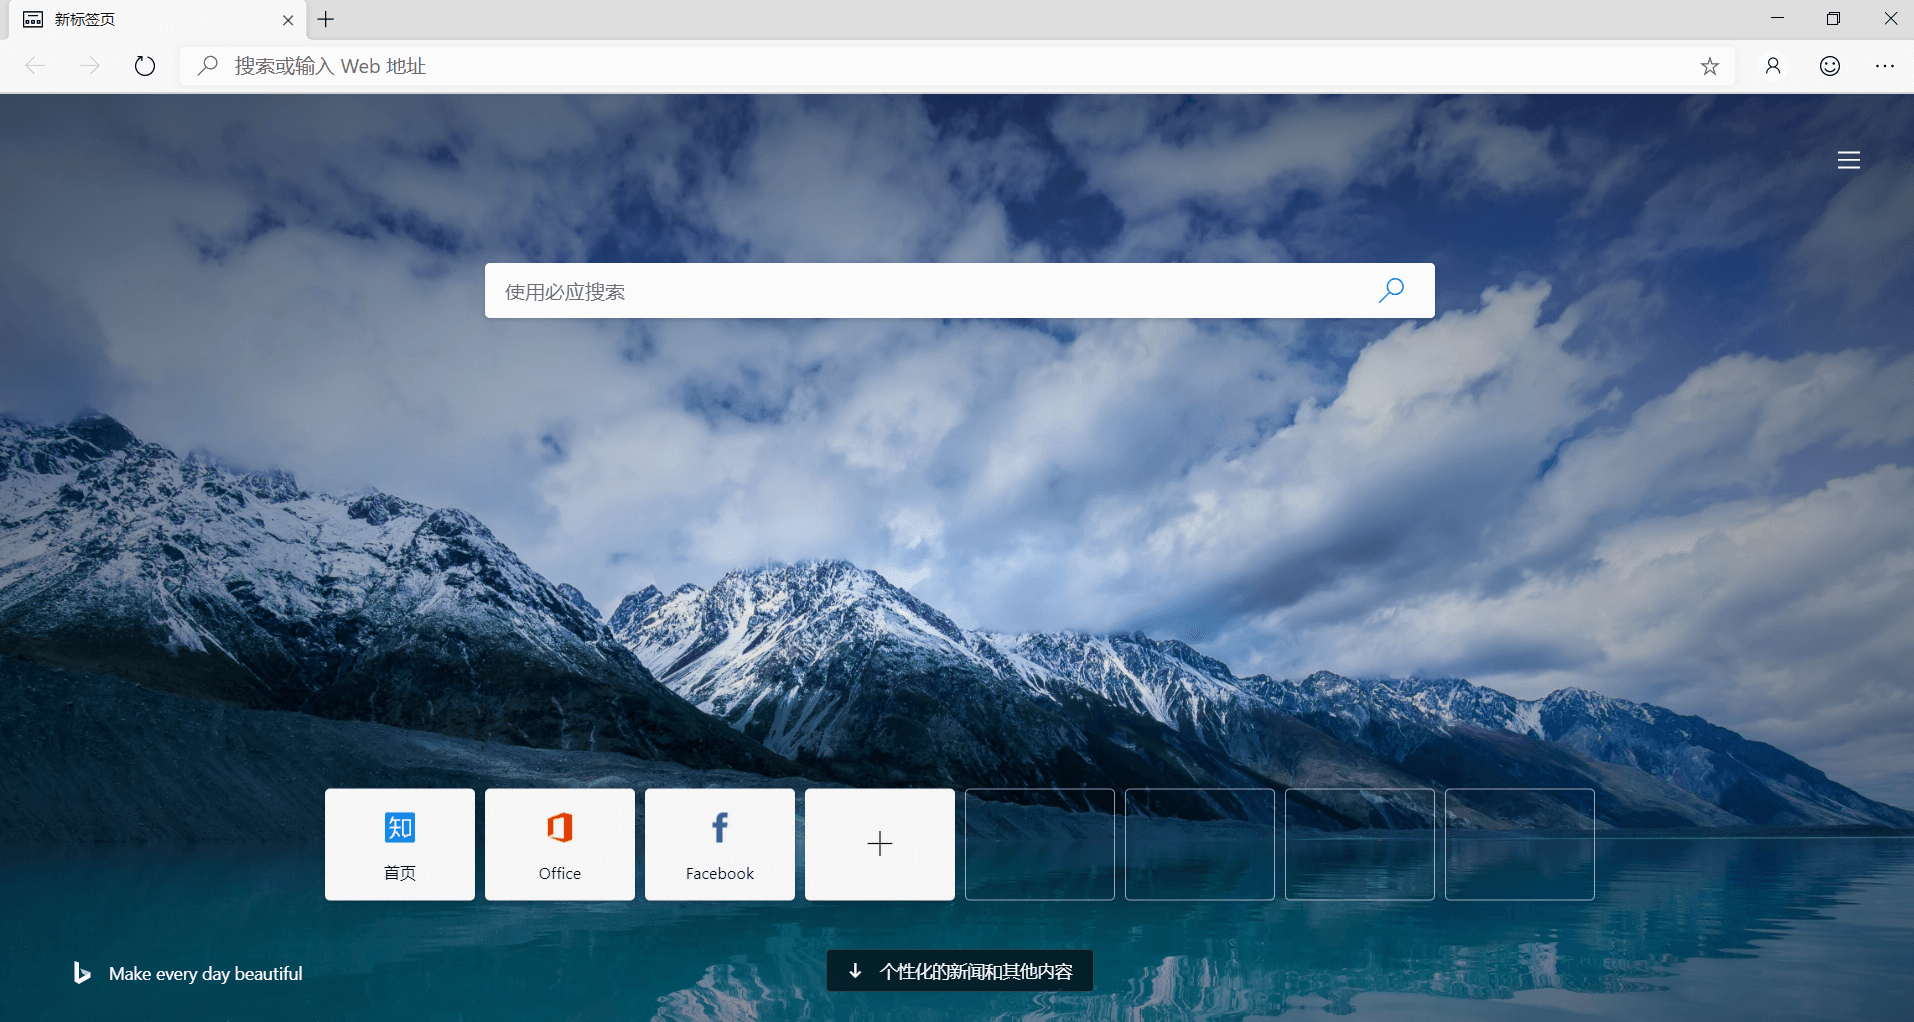 新标签页
搜索或输入 Web 地址
使用必应搜索
知
首页
Office
Facebook
Make every day beautiful
个性化的新闻和其他内容